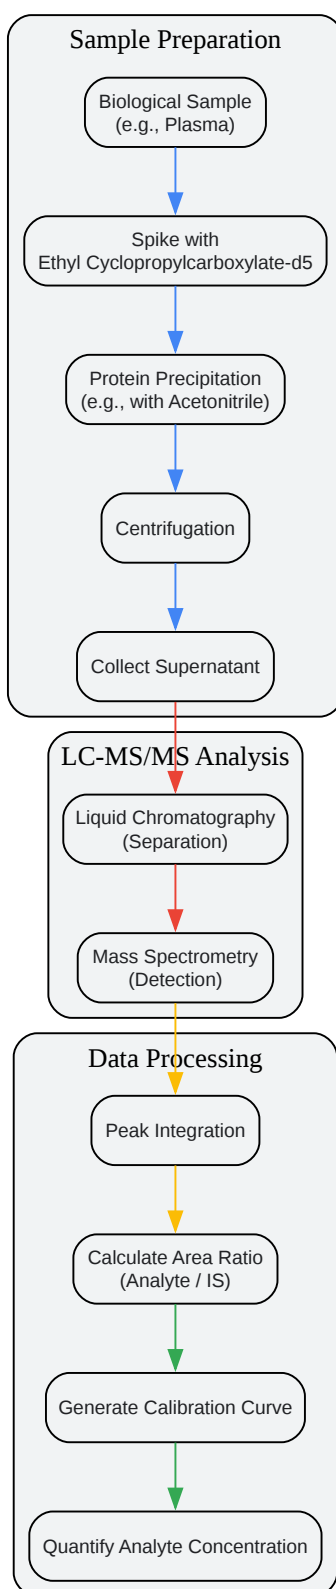 Sample Preparation
Biological Sample
(e.g., Plasma)
Spike with
Ethyl Cyclopropylcarboxylate-d5
Protein Precipitation
(e.g., with Acetonitrile)
Centrifugation
Collect Supernatant
LC-MS/MS Analysis
Liquid Chromatography
(Separation)
Mass Spectrometry
(Detection)
Data Processing
Peak Integration
Calculate Area Ratio
(Analyte / IS)
Generate Calibration Curve
Quantify Analyte Concentration